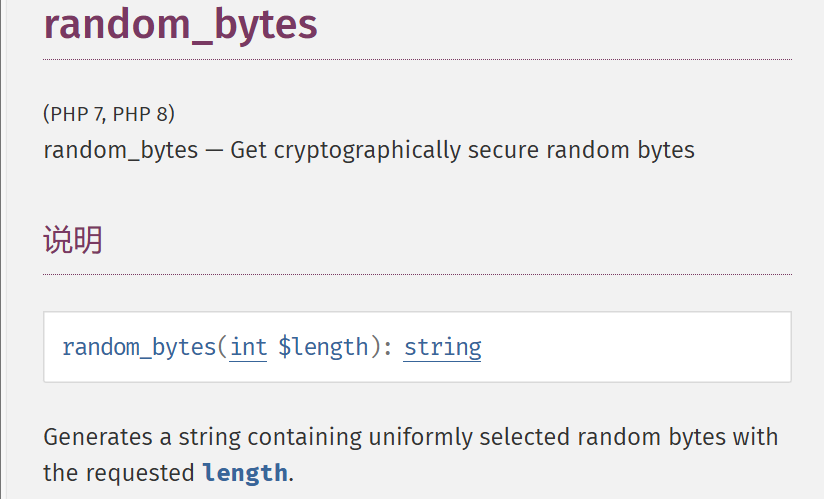 random_bytes
(PHP 7, PHP 8)
random_bytes — Get cryptographically secure random bytes
说明
random_bytes(int $length): string
Generates a string containing uniformly selected random bytes with
the requested length.